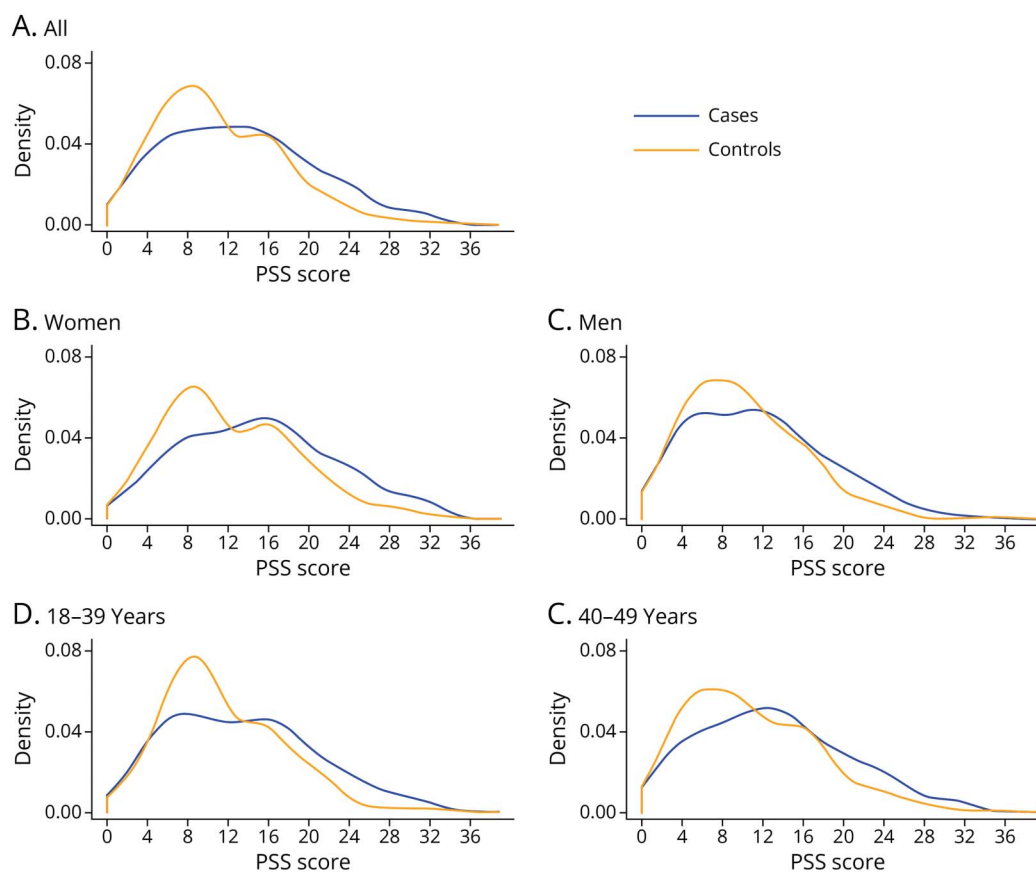 A. All
0.08
0.04
0.00
Density
0 4 8 12 16 20 24 28 32 36
PSS score
Cases
Controls
B. Women
0.08
0.04
0.00
Density
0 4 8 12 16 20 24 28 32 36
PSS score
C. Men
0.08
0.04
0.00
Density
0 4 8 12 16 20 24 28 32 36
PSS score
D. 18–39 Years
0.08
0.04
0.00
Density
0 4 8 12 16 20 24 28 32 36
PSS score
C. 40–49 Years
0.08
0.04
0.00
Density
0 4 8 12 16 20 24 28 32 36
PSS score